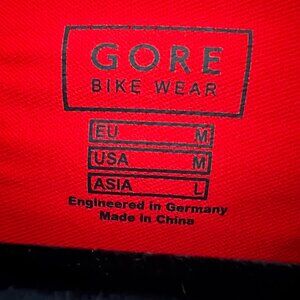 GORE
BIKE WEAR
EU M
USA M
ASIA L
Engineered in Germany
Made in China